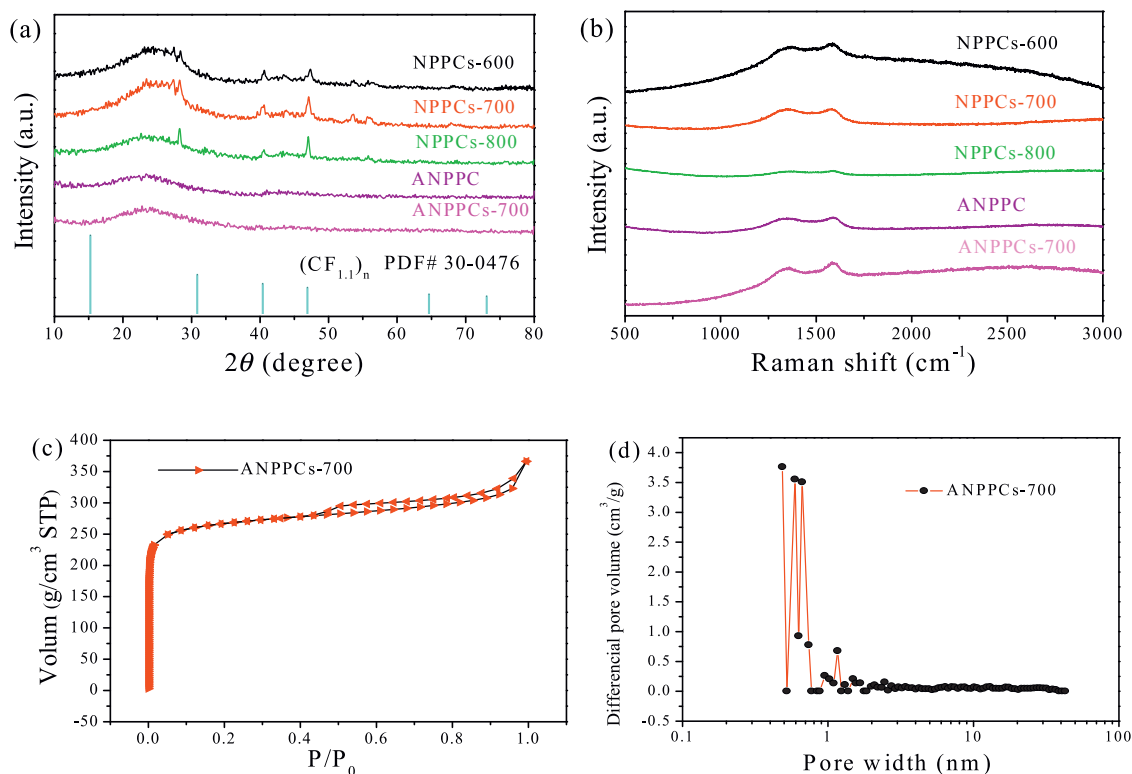 (a)
NPPCs-600
NPPCs-700
NPPCs-800
ANPPC
ANPPCs-700
(CF1.1)n PDF# 30-0476
Intensity (a.u.)
10 20 30 40 50 60 70 80
2θ (degree)
(b)
NPPCs-600
NPPCs-700
NPPCs-800
ANPPC
ANPPCs-700
Intensity (a.u.)
500 1000 1500 2000 2500 3000
Raman shift (cm-1)
(c)
400
350
300
250
200
150
100
50
0
-50
ANPPCs-700
Volum (g/cm3 STP)
0.0 0.2 0.4 0.6 0.8 1.0
P/P0
(d)
4.0
3.5
3.0
2.5
2.0
1.5
1.0
0.5
0.0
-0.5
ANPPCs-700
Differencial pore volume (cm3/g)
0.1 1 10 100
Pore width (nm)